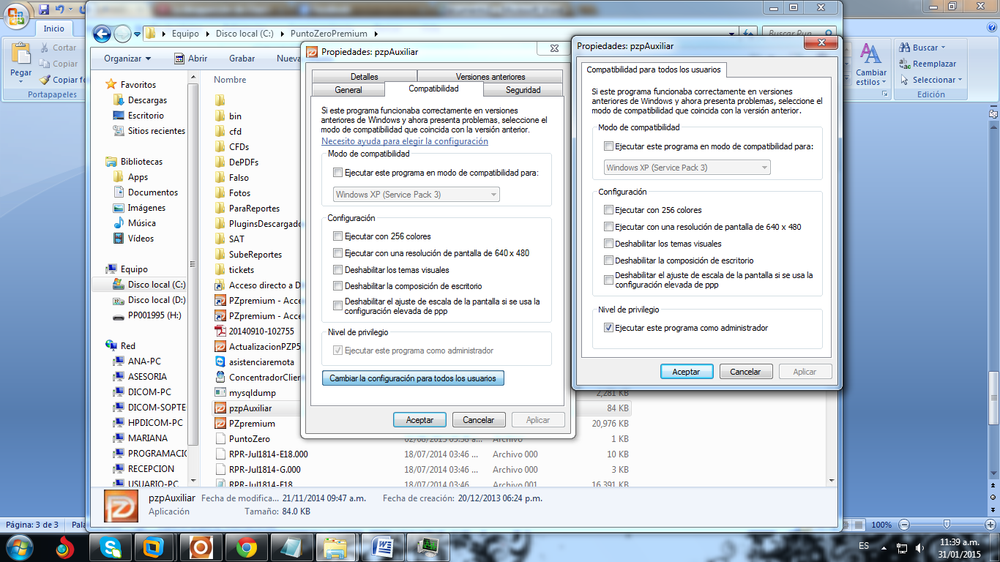 Inicio
Pegar
Cortar
Copiar
Copiar fo
Portapapeles
Equipo
Disco local (C:)
PuntoZeroPremium
Buscar Pun
Organizar
Abrir
Grabar
Nueva
Favoritos
Descargas
Escritorio
Sitios recientes
Bibliotecas
Apps
Documentos
Imágenes
Música
Vídeos
Equipo
Disco local (C:)
Disco local (D:)
PP001995 (H:)
Red
ANA-PC
ASESORIA
DICOM-PC
DICOM-SOPTE
HPDICOM-PC
MARIANA
PROGRAMACIO
RECEPCION
USUARIO-PC
Nombre
bin
cfd
CFDs
DePDFs
Falso
Fotos
ParaReportes
PluginsDescargado
SAT
SubeReportes
tickets
Acceso directo a D
PZpremium - Acce
PZpremium - Acce
20140910-102755
ActualizacionPZP5
asistenciaremota
ConcentradorClien
mysqldump 2,281 KB
pzpAuxiliar 84 KB
PZpremium 20,976 KB
PuntoZero 02/08/2013 05:58 a... Archivo 1 KB
RPR-Jul1814-E18.000 18/07/2014 03:46 ... Archivo 000 10 KB
RPR-Jul1814-G.000 18/07/2014 03:46 ... Archivo 000 3 KB
RPR-Jul1814-E18 18/07/2014 03:46 Archivo 001 16,391 KB
pzpAuxiliar Fecha de modifica... 21/11/2014 09:47 a.m. Fecha de creación: 20/12/2013 06:24 p.m.
Aplicación Tamaño: 84.0 KB
Propiedades: pzpAuxiliar
Detalles
Versiones anteriores
General
Compatibilidad
Seguridad
Si este programa funcionaba correctamente en versiones
anteriores de Windows y ahora presenta problemas, seleccione el
modo de compatibilidad que coincida con la versión anterior.
Necesito ayuda para elegir la configuración
Modo de compatibilidad
Ejecutar este programa en modo de compatibilidad para:
Windows XP (Service Pack 3)
Configuración
Ejecutar con 256 colores
Ejecutar con una resolución de pantalla de 640 x 480
Deshabilitar los temas visuales
Deshabilitar la composición de escritorio
Deshabilitar el ajuste de escala de la pantalla si se usa la
configuración elevada de ppp
Nivel de privilegio
Ejecutar este programa como administrador
Cambiar la configuración para todos los usuarios
Aceptar
Cancelar
Aplicar
Propiedades: pzpAuxiliar
Compatibilidad para todos los usuarios
Si este programa funcionaba correctamente en versiones
anteriores de Windows y ahora presenta problemas, seleccione el
modo de compatibilidad que coincida con la versión anterior.
Modo de compatibilidad
Ejecutar este programa en modo de compatibilidad para:
Windows XP (Service Pack 3)
Configuración
Ejecutar con 256 colores
Ejecutar con una resolución de pantalla de 640 x 480
Deshabilitar los temas visuales
Deshabilitar la composición de escritorio
Deshabilitar el ajuste de escala de la pantalla si se usa la
configuración elevada de ppp
Nivel de privilegio
Ejecutar este programa como administrador
Aceptar
Cancelar
Aplicar
Cambiar
estilos
Buscar
Reemplazar
Seleccionar
Edición
Página: 3 de 3
Pala
100%
ES
11:39 a.m.
31/01/2015